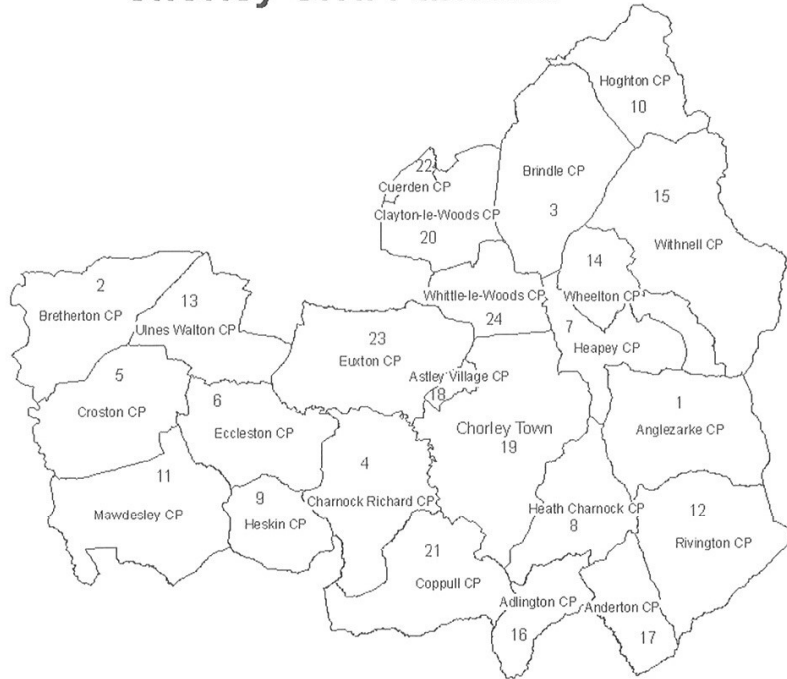 Hoghton CP
10
22
Cuerden CP
Brindle CP
3
15
Withnell CP
Clayton-le-Woods CP
20
14
Wheelton CP
2
Bretherton CP
13
Ulnes Walton CP
Whittle-le-Woods CP
24
7
Heapey CP
23
Euxton CP
5
Croston CP
Astley Village CP
18
6
Eccleston CP
Chorley Town
19
1
Anglezarke CP
11
Mawdesley CP
9
Heskin CP
4
Charnock Richard CP
Heath Charnock CP
8
12
Rivington CP
21
Coppull CP
Adlington CP
16
Anderton CP
17